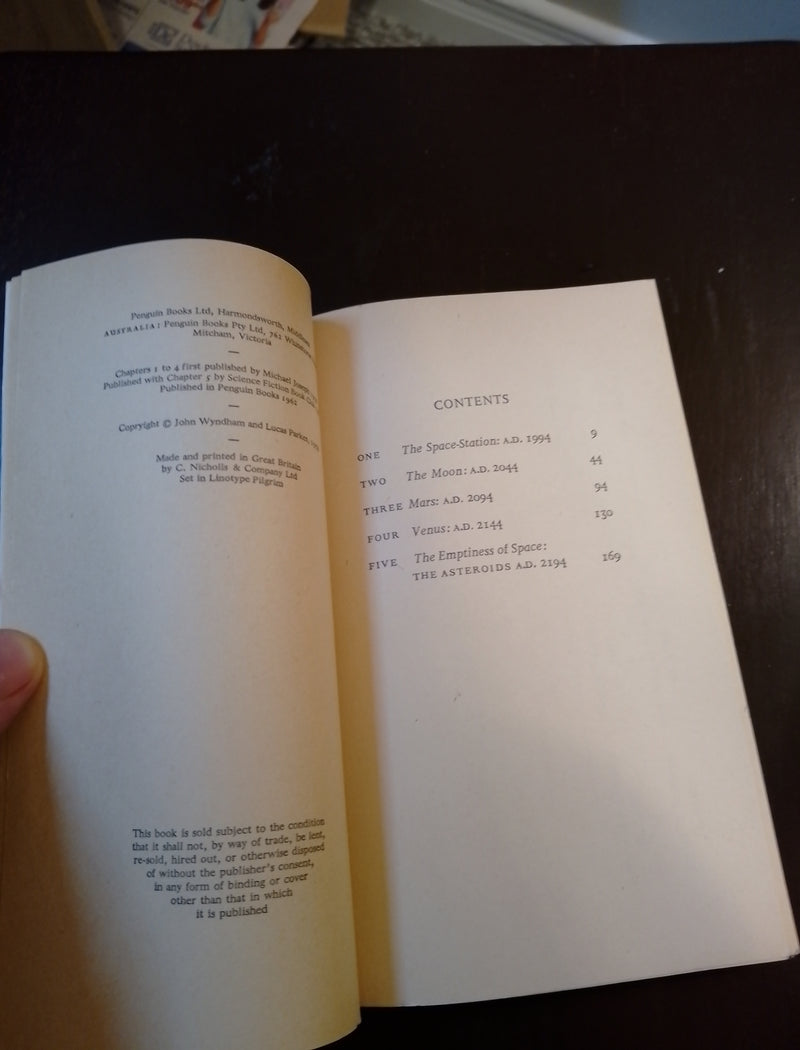 Penguin Books Ltd, Harmondsworth,
AUSTRALIA: Penguin Books Pty Ltd, 762
Mitcham, Victoria
—
Chapters 1 to 4 first published by Michael Joseph
Published with Chapter 5 by Science Fiction Book
Published in Penguin Books 1962
—
Copyright © John Wyndham and Lucas Parkes,
—
Made and printed in Great Britain
by C. Nicholls & Company Ltd
Set in Linotype Pilgrim
This book is sold subject to the condition
that it shall not, by way of trade, be lent,
re-sold, hired out, or otherwise disposed
of without the publisher's consent,
in any form of binding or cover
other than that in which
it is published
CONTENTS
ONE The Space-Station: A.D. 1994 9
TWO The Moon: A.D. 2044 44
THREE Mars: A.D. 2094 94
FOUR Venus: A.D. 2144 130
FIVE The Emptiness of Space:
THE ASTEROIDS A.D. 2194 169